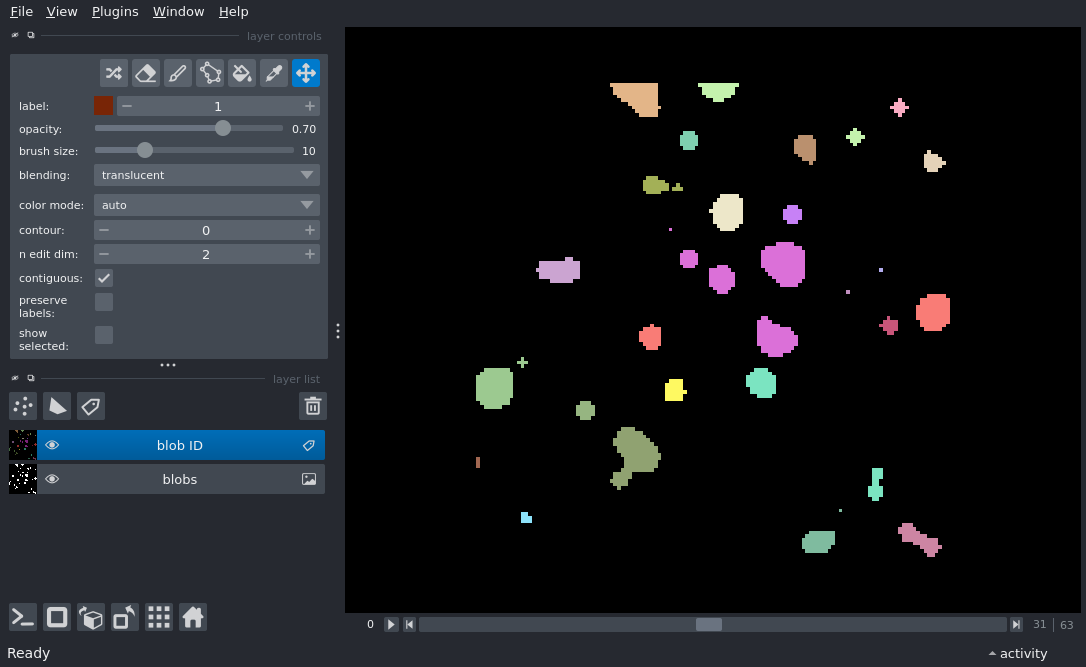 File View Plugins Window Help
layer controls
label: 1
opacity: 0.70
brush size: 10
blending: translucent
color mode: auto
contour: 0
n edit dim: 2
contiguous:
preserve
labels:
show
selected:
layer list
blob ID
blobs
0 31 63
Ready activity